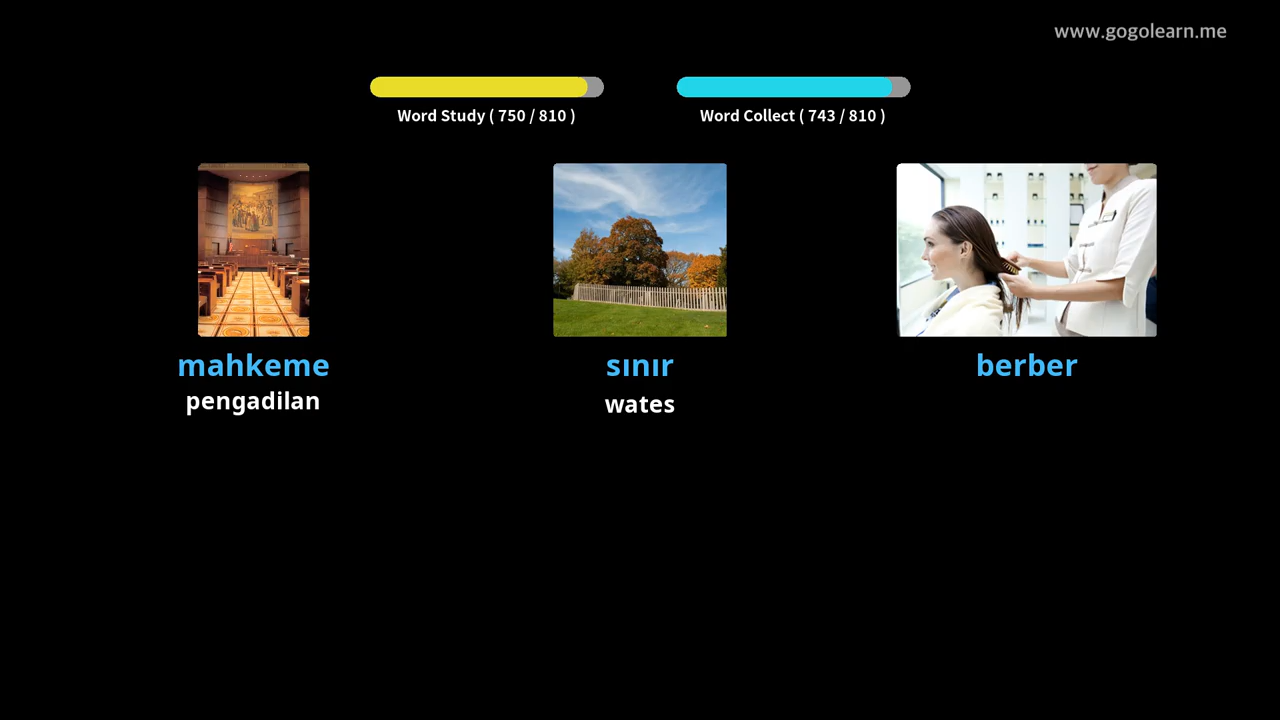 www.gogolearn.me
Word Study ( 750 / 810 )
Word Collect ( 743 / 810 )
mahkeme
pengadilan
sınır
wates
berber